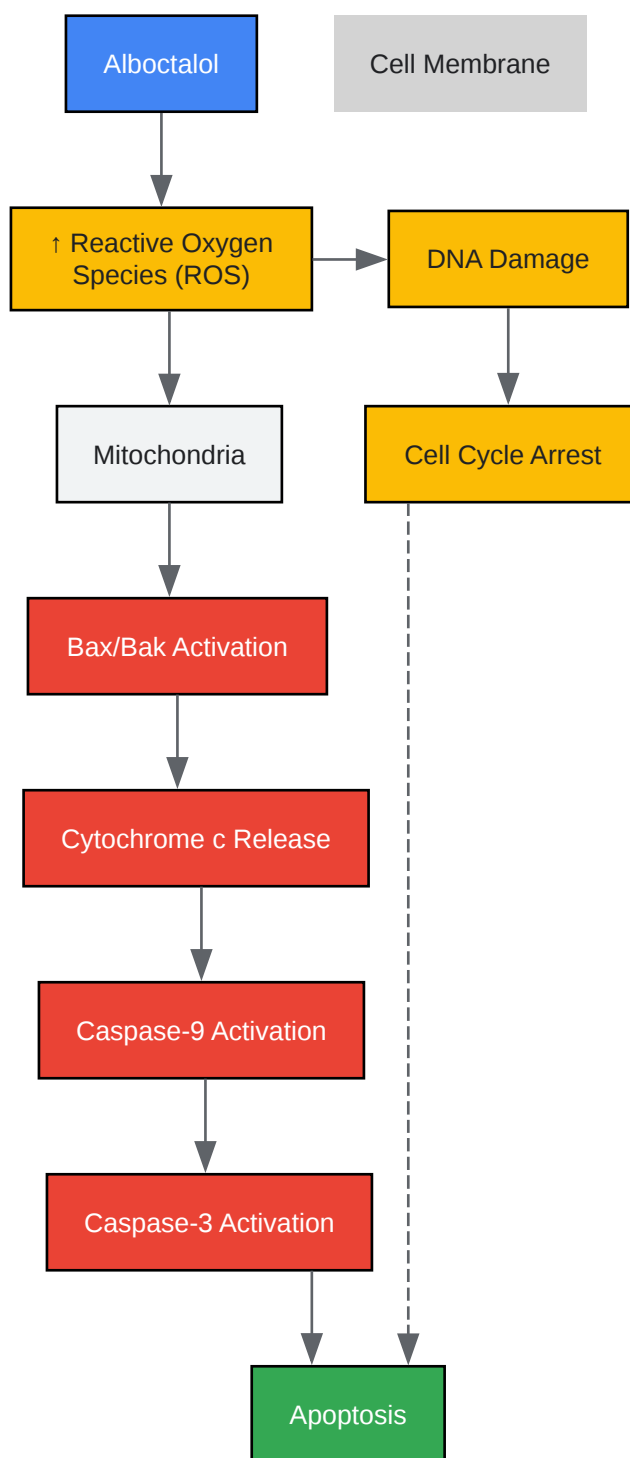 Alboctalol
Cell Membrane
↑ Reactive Oxygen
Species (ROS)
DNA Damage
Mitochondria
Cell Cycle Arrest
Bax/Bak Activation
Cytochrome c Release
Caspase-9 Activation
Caspase-3 Activation
Apoptosis